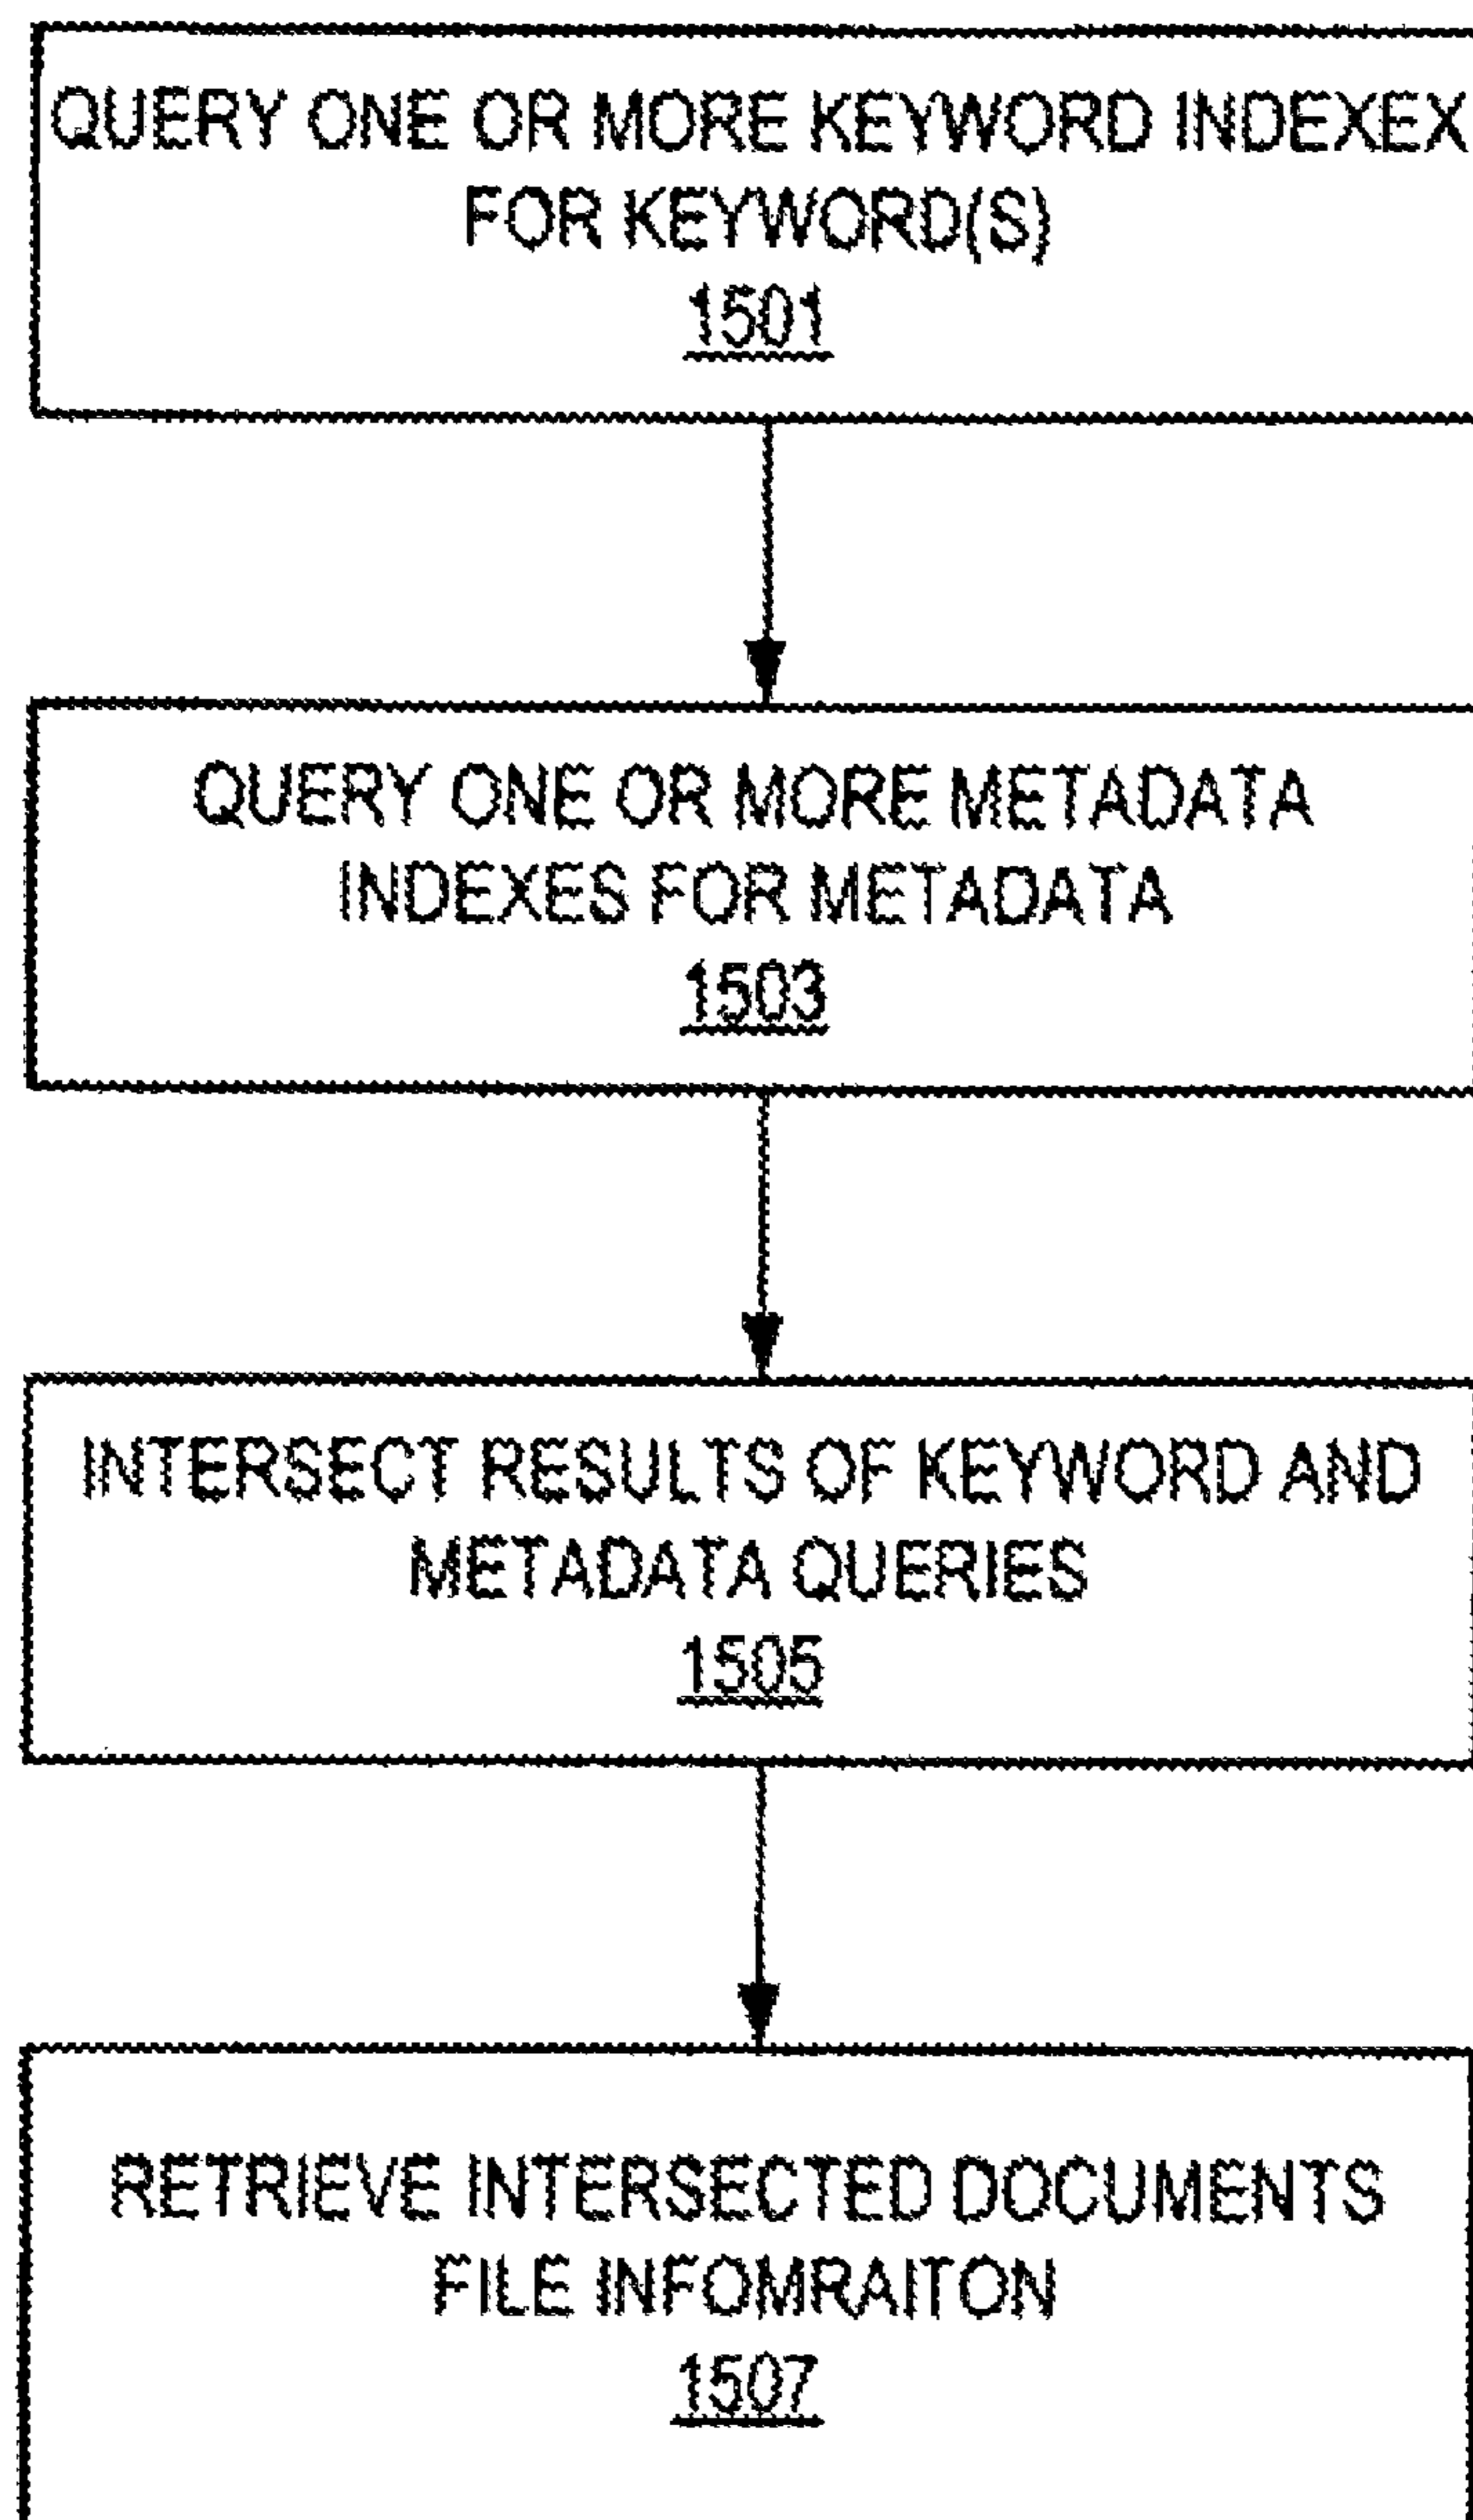 QUERY ONE OR MORE KEYWORD INDEXEX
FOR KEYWORD(S)
1501
QUERY ONE OR MORE METADATA
INDEXES FOR METADATA
1503
INTERSECT RESULTS OF KEYWORD AND
METADATA QUERIES
1505
RETRIEVE INTERSECTED DOCUMENTS
FILE INFOMRAITON
1507